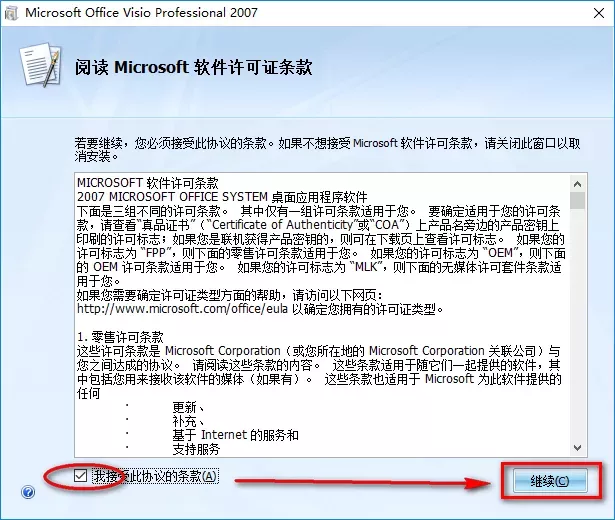 Microsoft Office Visio Professional 2007
阅读 Microsoft 软件许可证条款
若要继续，您必须接受此协议的条款。如果不想接受 Microsoft 软件许可条款，请关闭此窗口以取
消安装。
MICROSOFT 软件许可条款
2007 MICROSOFT OFFICE SYSTEM 桌面应用程序软件
下面是三组不同的许可条款。 其中仅有一组许可条款适用于您。 要确定适用于您的许可条
款，请查看“真品证书”（“Certificate of Authenticity”或“COA”）上产品名旁边的产品密钥上
印刷的许可标志；如果您是联机获得产品密钥的，则可在下载页上查看许可标志。 如果您的
许可标志为 “FPP”，则下面的零售许可条款适用于您。 如果您的许可标志为 “OEM”，则下面
的 OEM 许可条款适用于您。 如果您的许可标志为 “MLK”，则下面的无媒体许可套件条款适
用于您。
如果您需要确定许可证类型方面的帮助，请访问以下网页：
http://www.microsoft.com/office/eula 以确定您拥有的许可证类型。
1. 零售许可条款
这些许可条款是 Microsoft Corporation（或您所在地的 Microsoft Corporation 关联公司）与
您之间达成的协议。 请阅读这些条款的内容。 这些条款适用于随它们一起提供的软件，其
中包括您用来接收该软件的媒体（如果有）。 这些条款也适用于 Microsoft 为此软件提供的
任何
· 更新、
· 补充、
· 基于 Internet 的服务和
· 支持服务
我接受此协议的条款(A)
继续(C)